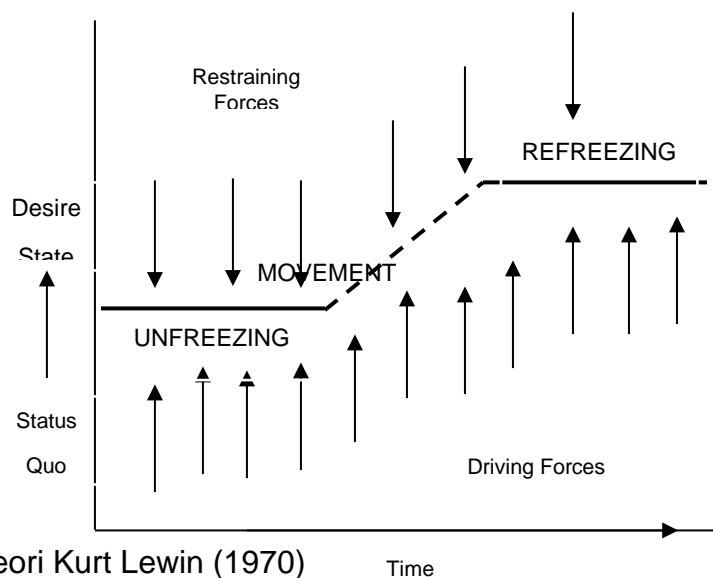 Restraining
Forces
REFREEZING
Desire
State
MOVEMENT
UNFREEZING
Status
Quo
Driving Forces
eori Kurt Lewin (1970)
Time